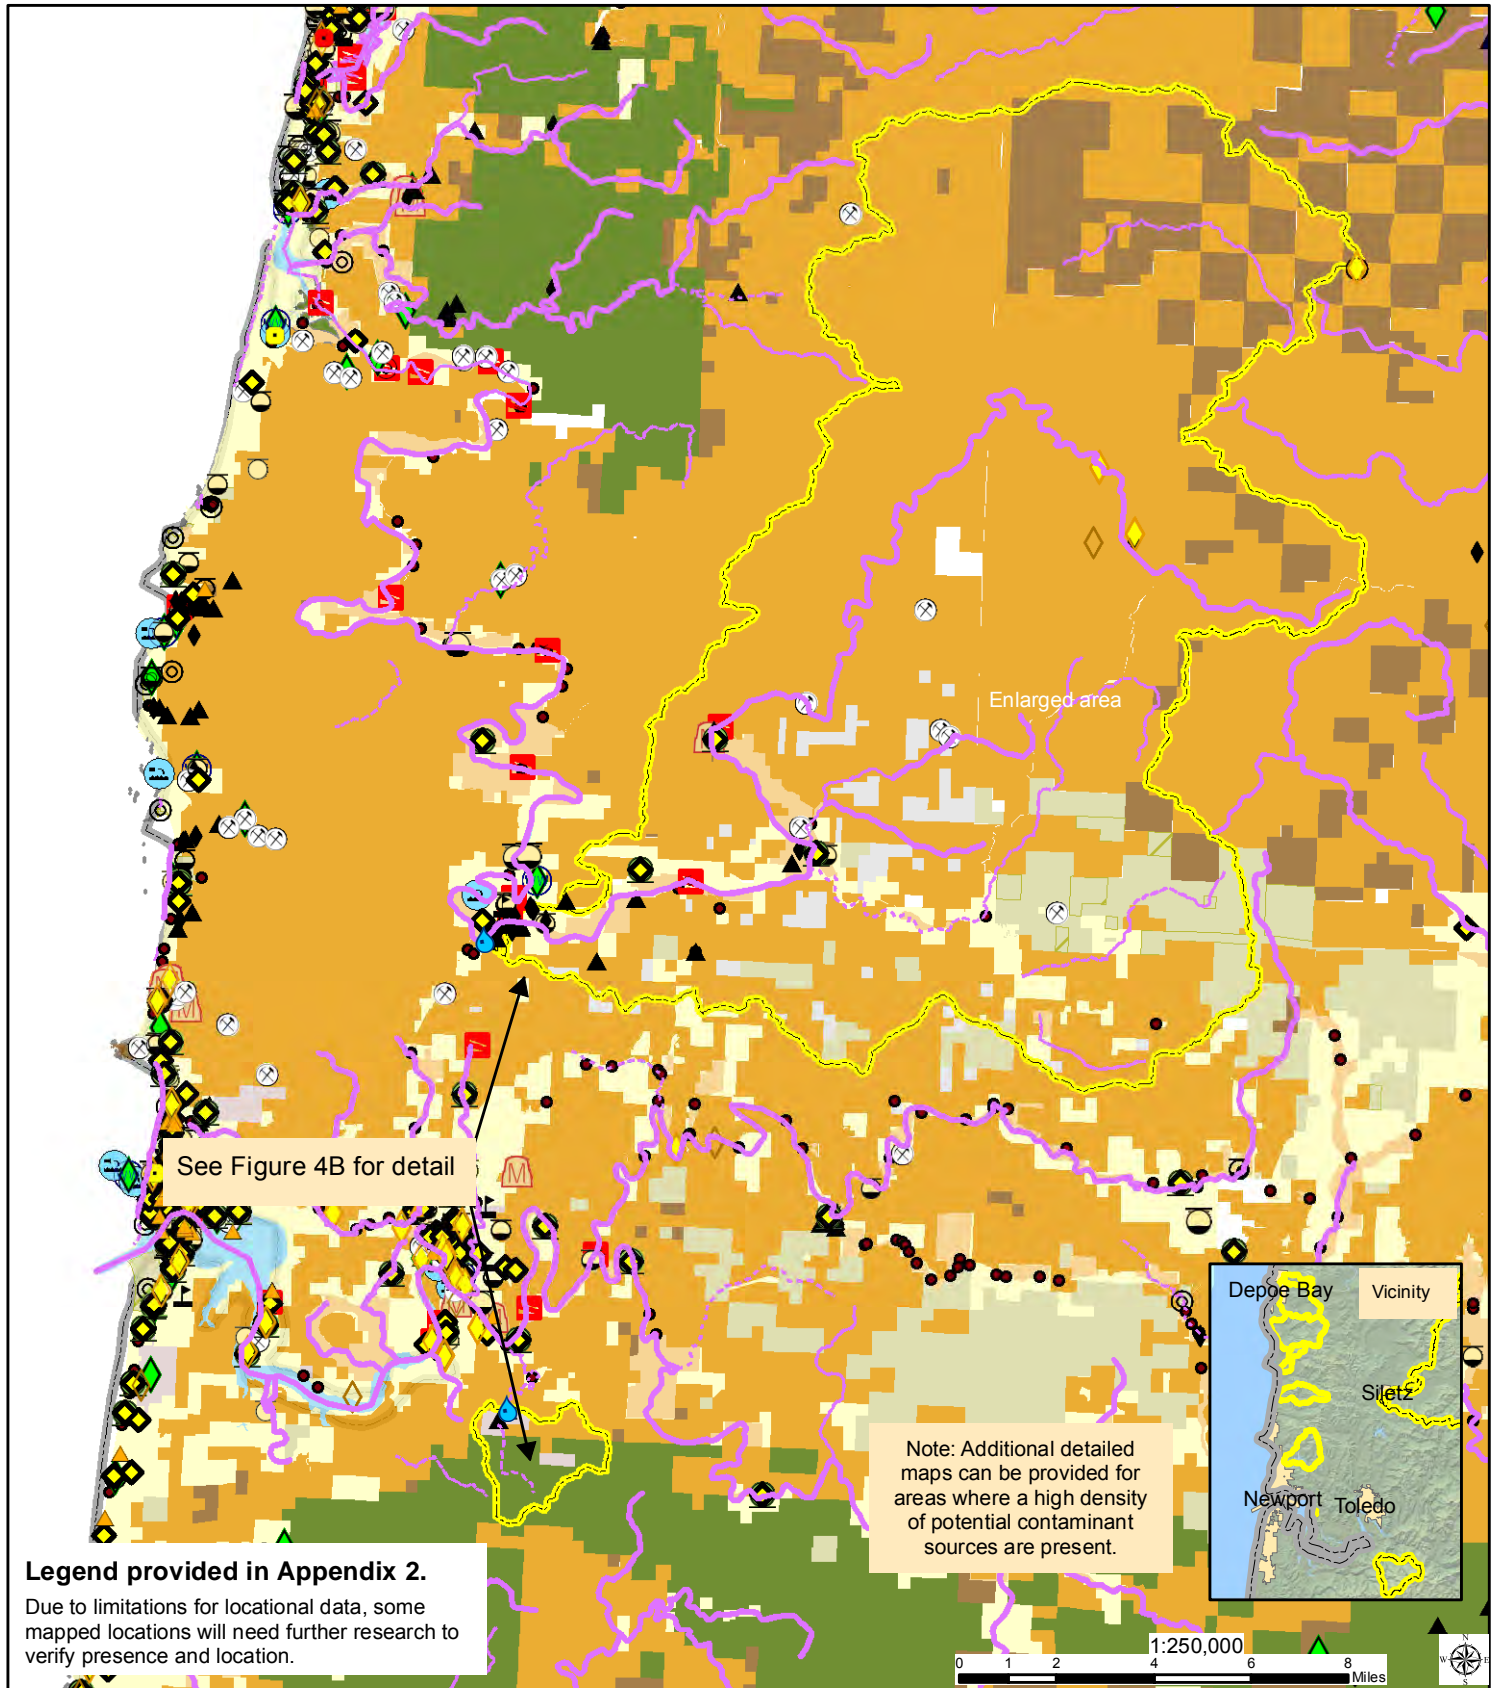 Enlarged area
See Figure 4B for detail
Depoe Bay
Vicinity
Siletz
Newport
Toledo
Note: Additional detailed
maps can be provided for
areas where a high density
of potential contaminant
sources are present.
Legend provided in Appendix 2.
Due to limitations for locational data, some
mapped locations will need further research to
verify presence and location.
1:250,000
0 1 2 4 6 8
Miles
N
W E
S
M
M
M